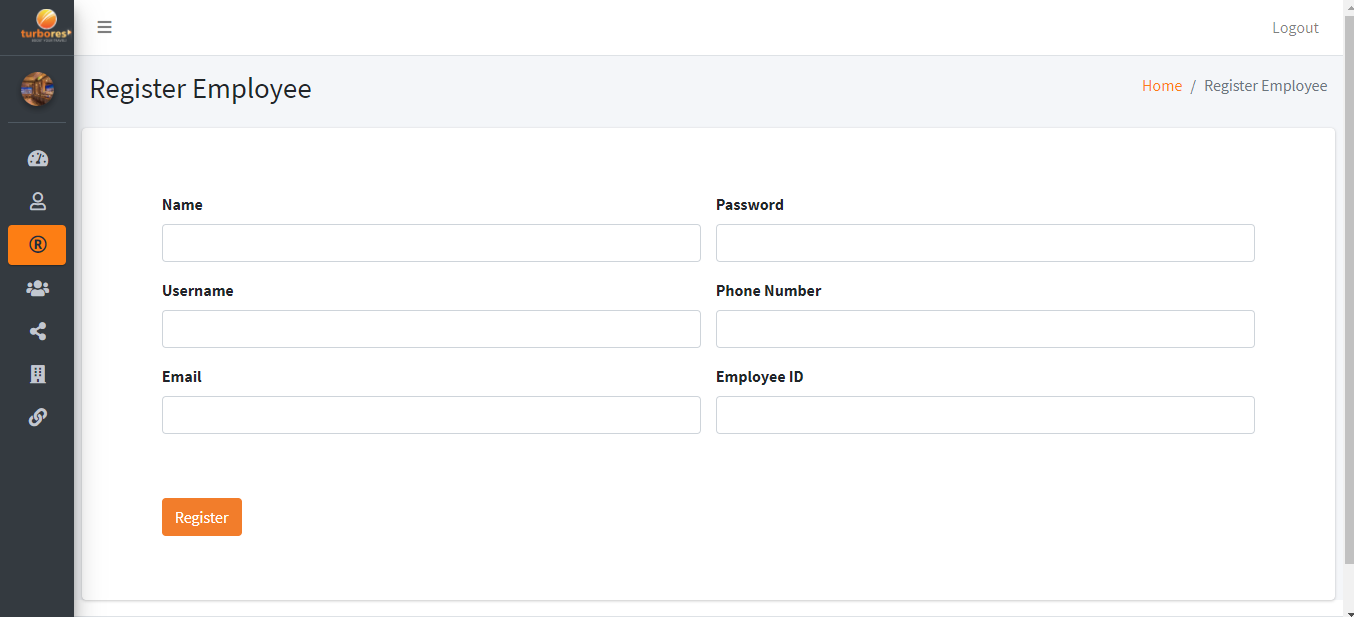 turbores
Logout
Register Employee
Home / Register Employee
Name
Password
Username
Phone Number
Email
Employee ID
Register